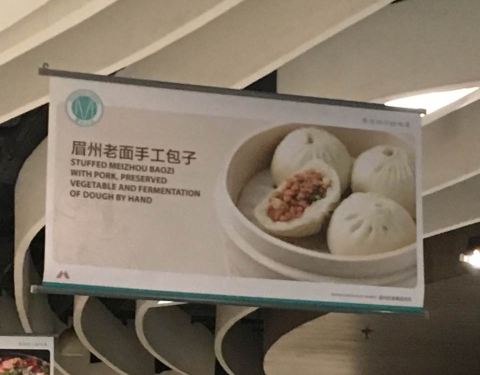 眉州老面手工包子
STUFFED MEIZHOU BAOZI
WITH PORK, PRESERVED
VEGETABLE AND FERMENTATION
OF DOUGH BY HAND